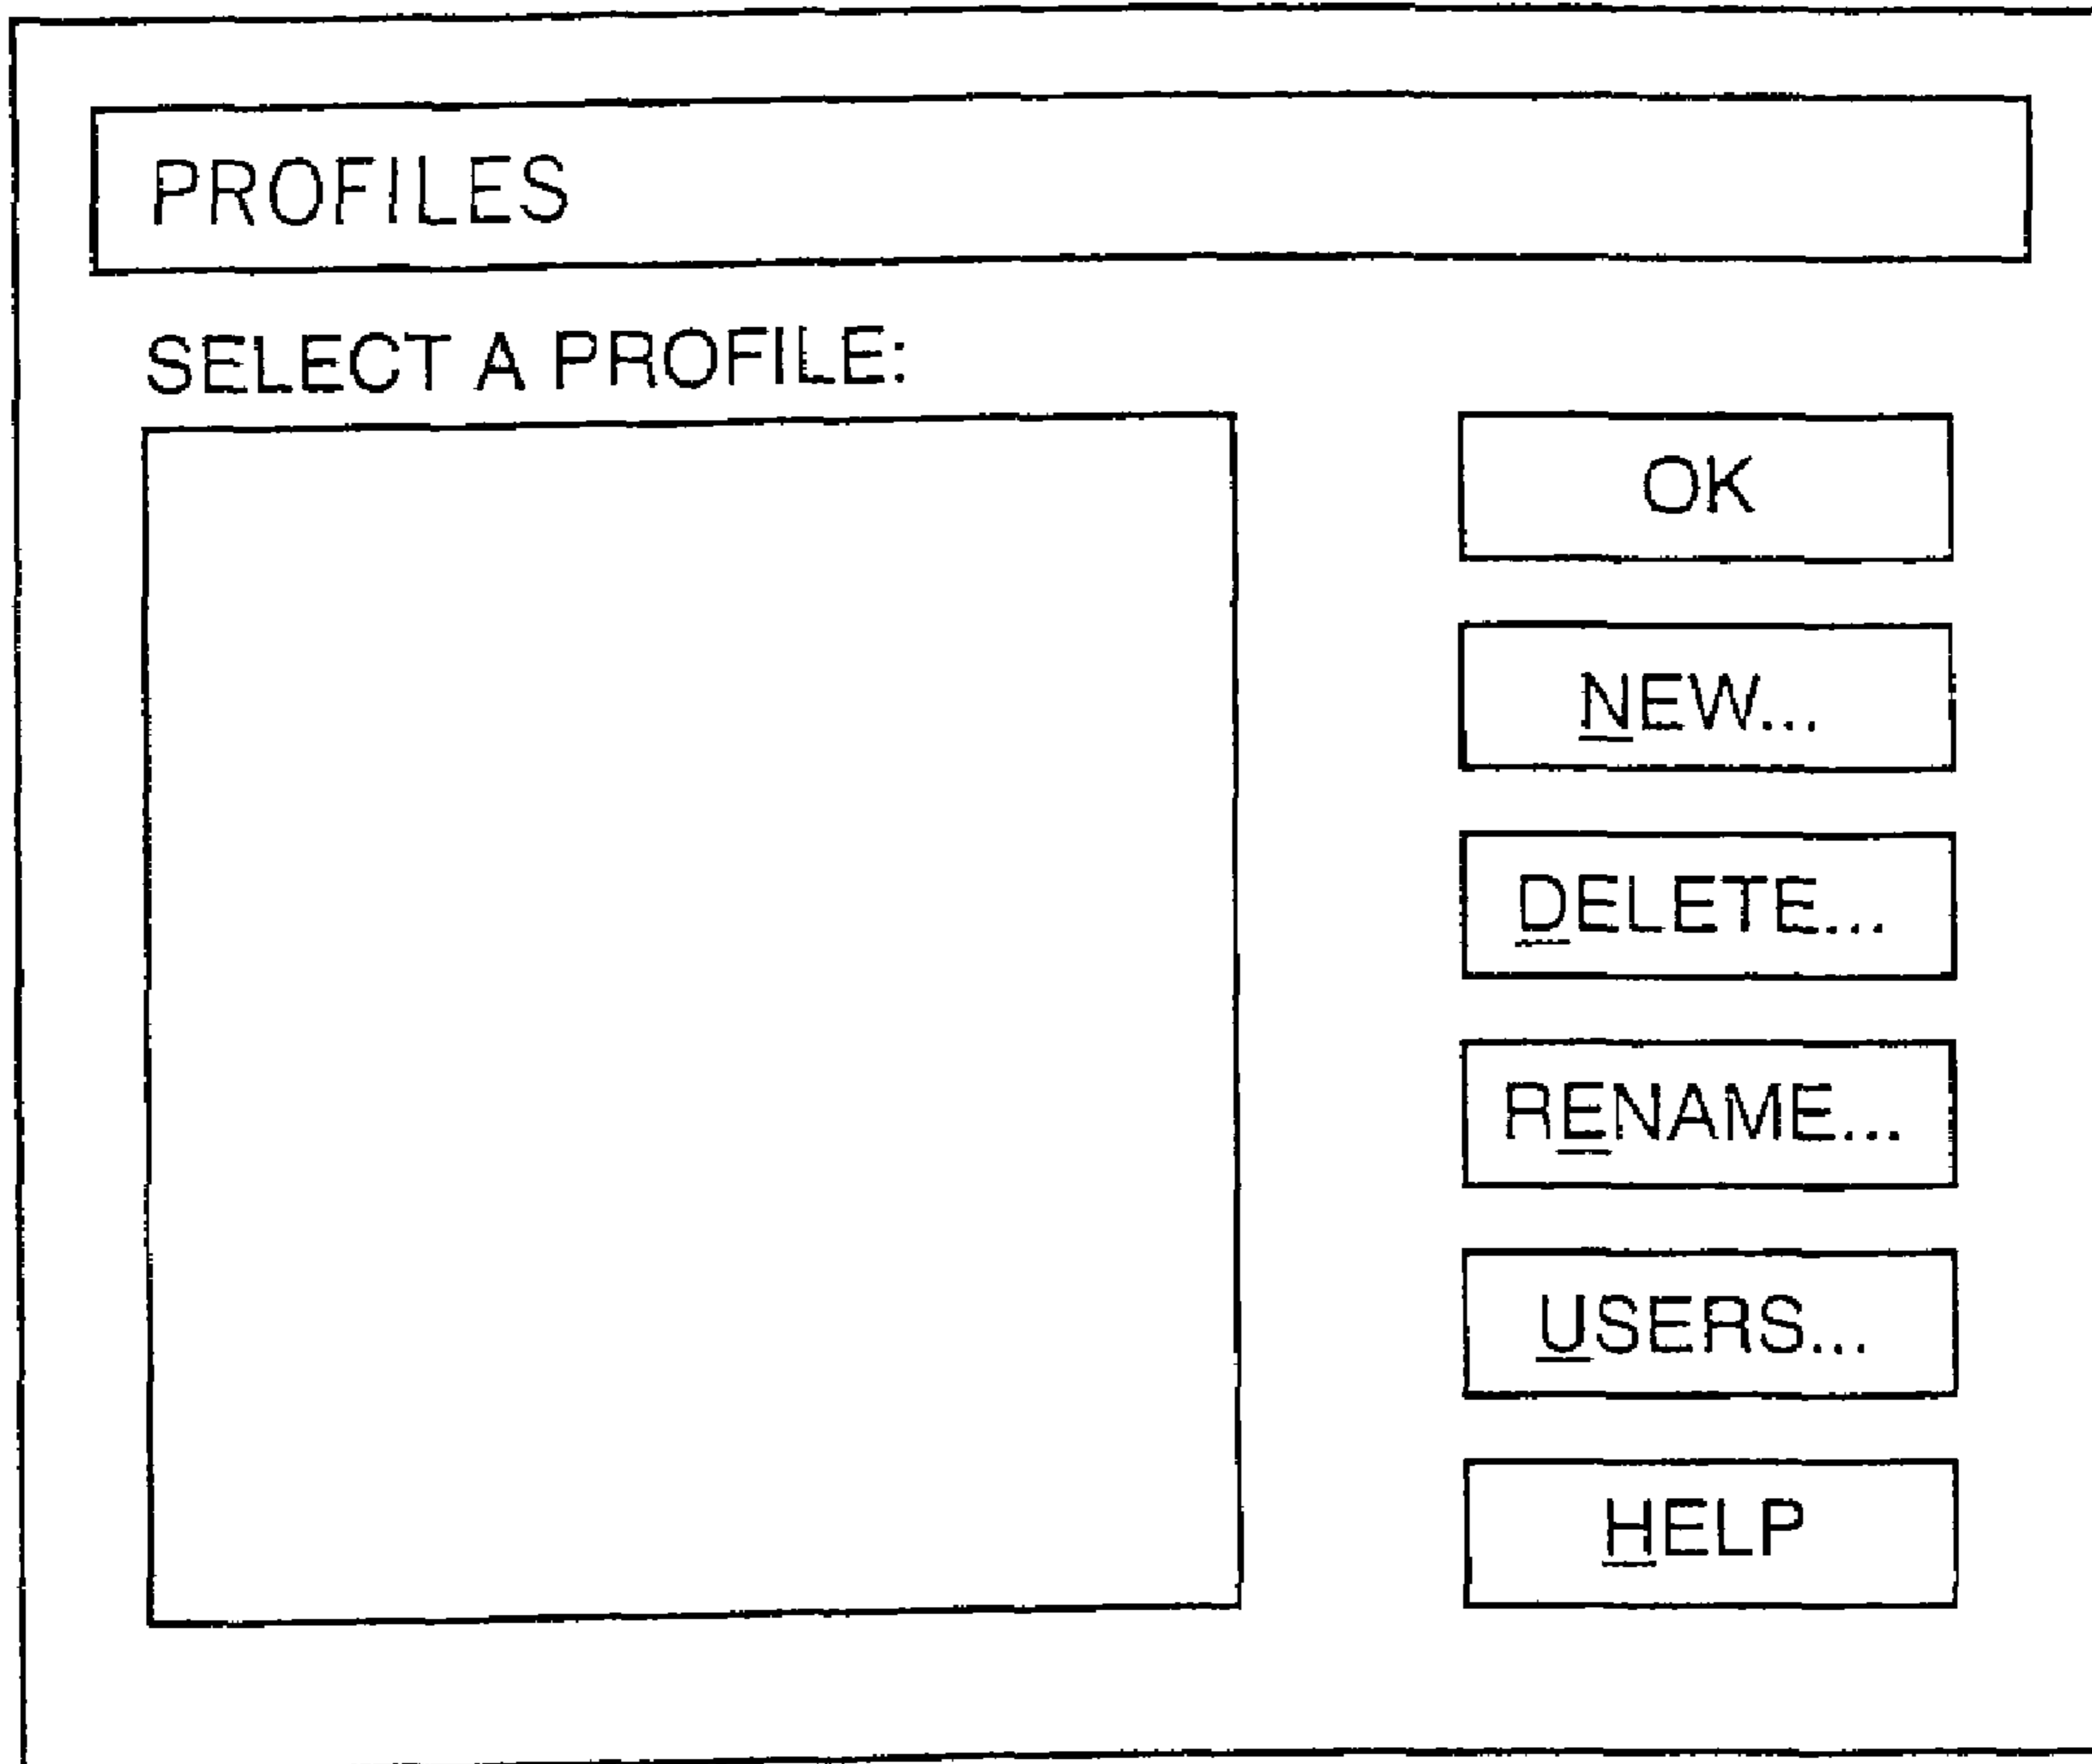 PROFILES
SELECT A PROFILE:
OK
NEW...
DELETE...
RENAME...
USERS...
HELP